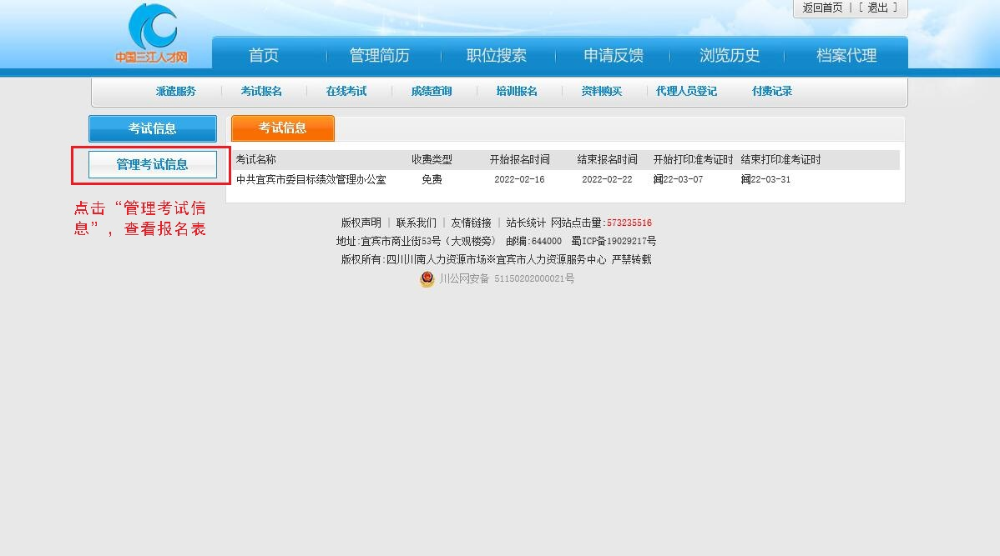 返回首页 | [ 退出 ]
中国三江人才网
首页 管理简历 职位搜索 申请反馈 浏览历史 档案代理
派遣服务 考试报名 在线考试 成绩查询 培训报名 资料购买 代理人员登记 付费记录
考试信息
管理考试信息
点击“管理考试信
息”，查看报名表
考试信息
考试名称 收费类型 开始报名时间 结束报名时间 开始打印准考证时间 结束打印准考证时间
中共宜宾市委目标绩效管理办公室 免费 2022-02-16 2022-02-22 22-03-07 22-03-31
版权声明 | 联系我们 | 友情链接 | 站长统计 网站点击量:573235516
地址:宜宾市商业街53号（大观楼旁） 邮编:644000 蜀ICP备19029217号
版权所有:四川川南人力资源市场※宜宾市人力资源服务中心 严禁转载
川公网安备 51150202000021号